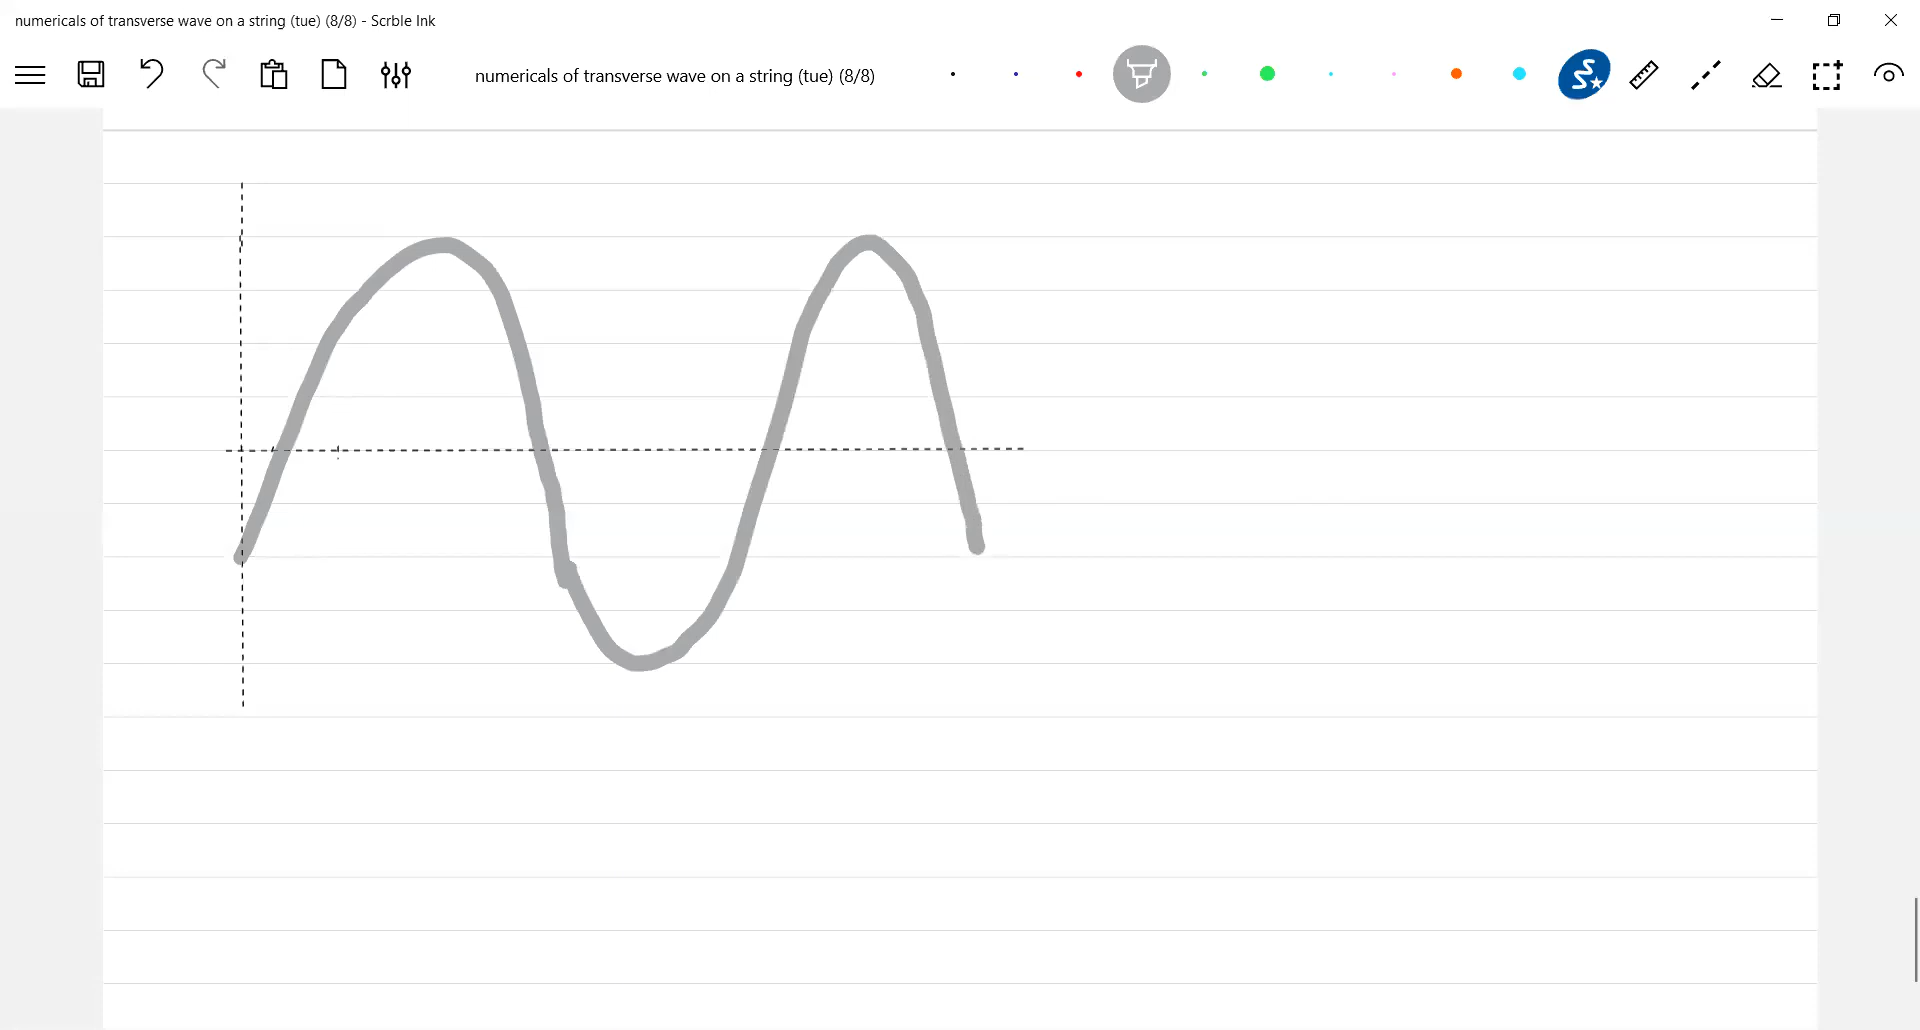 numericals of transverse wave on a string (tue) (8/8) - Scrble Ink
numericals of transverse wave on a string (tue) (8/8)